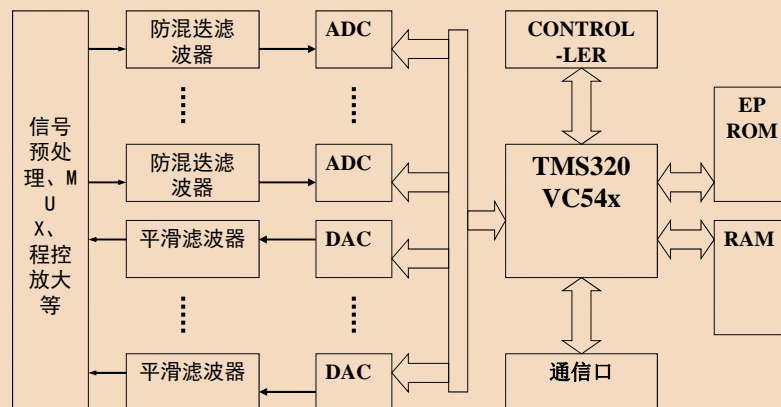 信号
预处
理、M
U
X、
程控
放大
等
防混迭滤
波器
ADC
防混迭滤
波器
ADC
平滑滤波器
DAC
平滑滤波器
DAC
CONTROL
-LER
TMS320
VC54x
通信口
EP
ROM
RAM